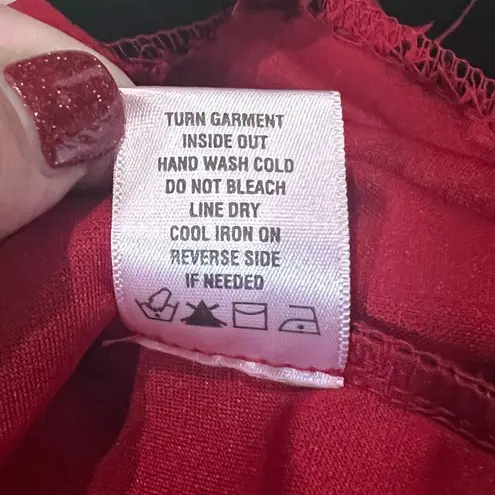 TURN GARMENT
INSIDE OUT
HAND WASH COLD
DO NOT BLEACH
LINE DRY
COOL IRON ON
REVERSE SIDE
IF NEEDED